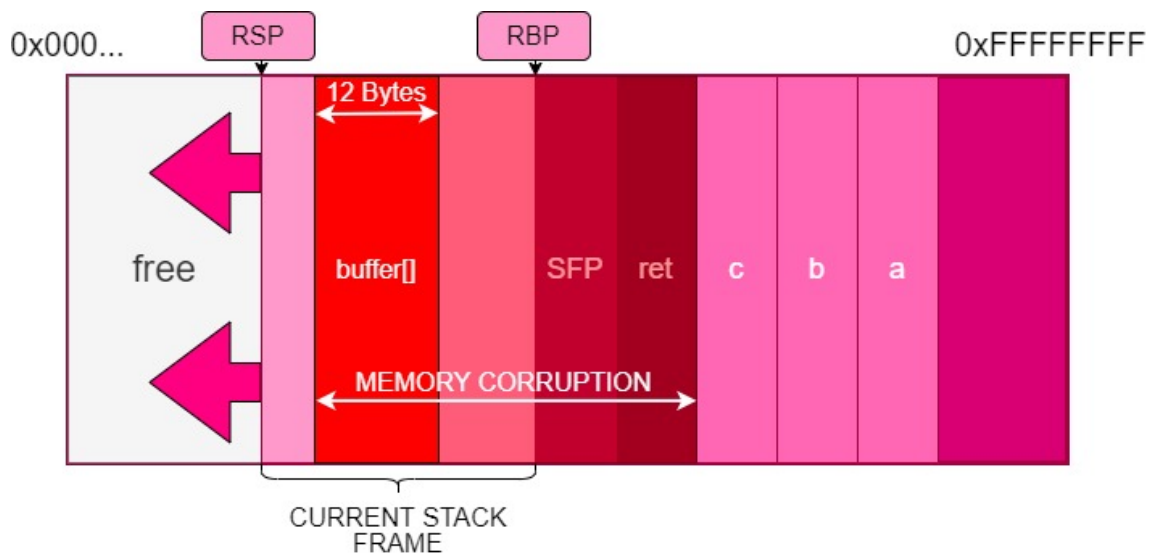 RSP
RBP
0x000...
0xFFFFFFFF
12 Bytes
free
buffer[]
SFP
ret
c
b
a
MEMORY CORRUPTION
CURRENT STACK
FRAME